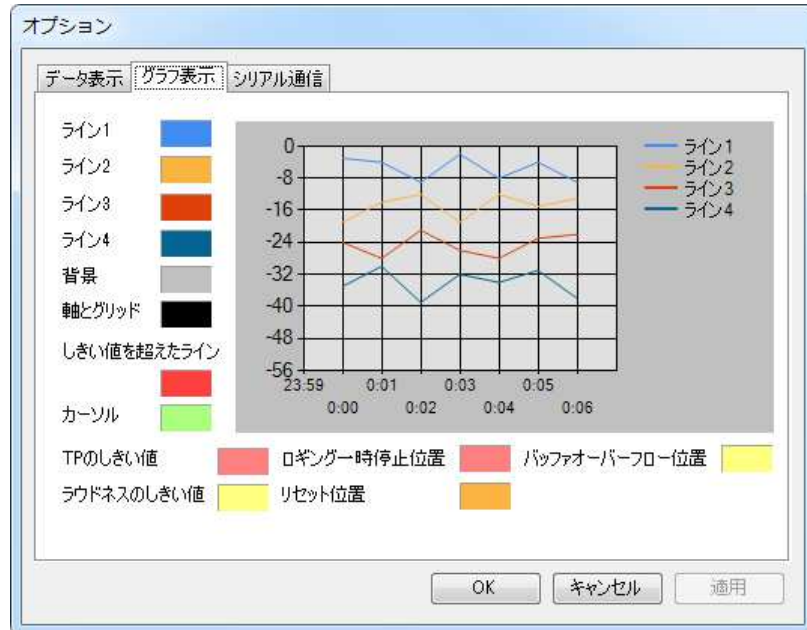 オプション
データ表示 グラフ表示 シリアル通信
ライン1
ライン2
ライン3
ライン4
背景
軸とグリッド
しきい値を超えたライン
カーソル
0
-8
-16
-24
-32
-40
-48
-56
23:59 0:01 0:03 0:05
0:00 0:02 0:04 0:06
ライン1
ライン2
ライン3
ライン4
TPのしきい値 ロギング一時停止位置 バッファオーバーフロー位置
ラウドネスのしきい値 リセット位置
OK キャンセル 適用